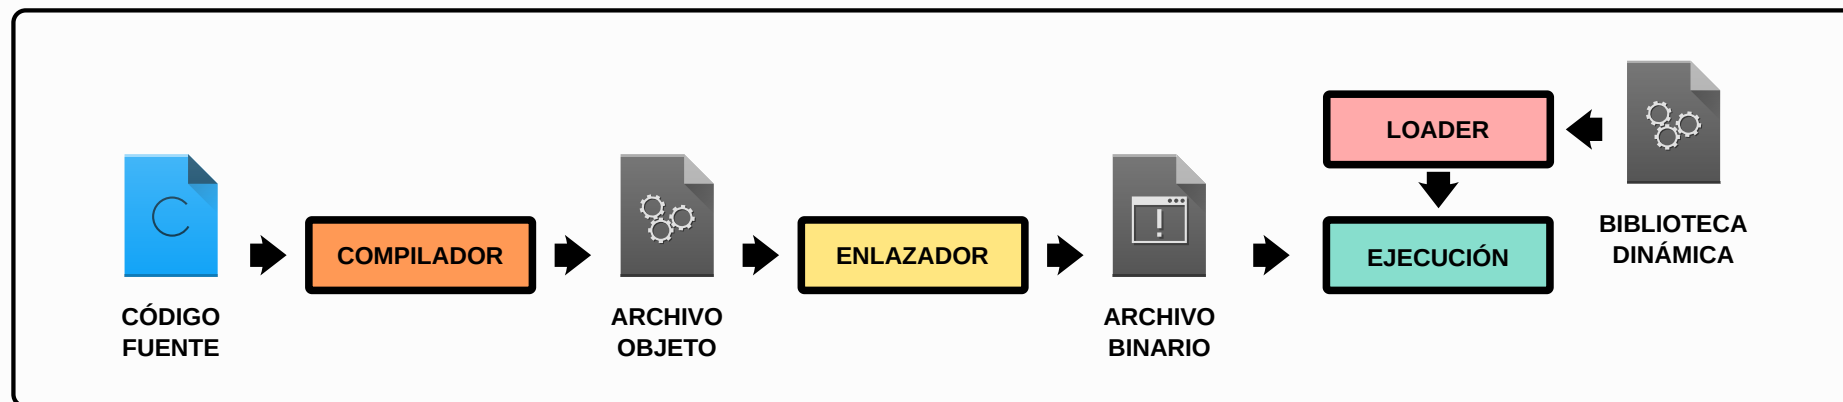 LOADER
COMPILADOR
ENLAZADOR
EJECUCIÓN
BIBLIOTECA
DINÁMICA
C
CÓDIGO
FUENTE
ARCHIVO
OBJETO
!
ARCHIVO
BINARIO